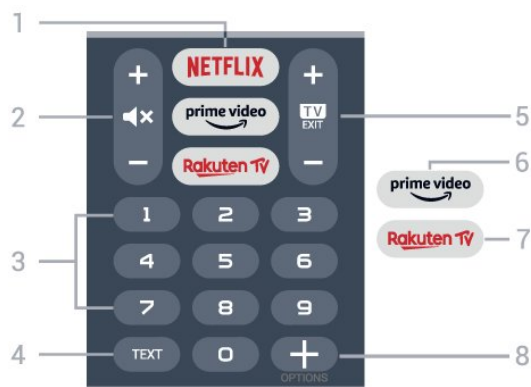 1
NETFLIX
+ +
2 prime video TV EXIT 5
6
− − prime video
Rakuten TV
Rakuten TV 7
1 2 3
3 4 5 6
7 8 9
4 TEXT 0 + 8
OPTIONS